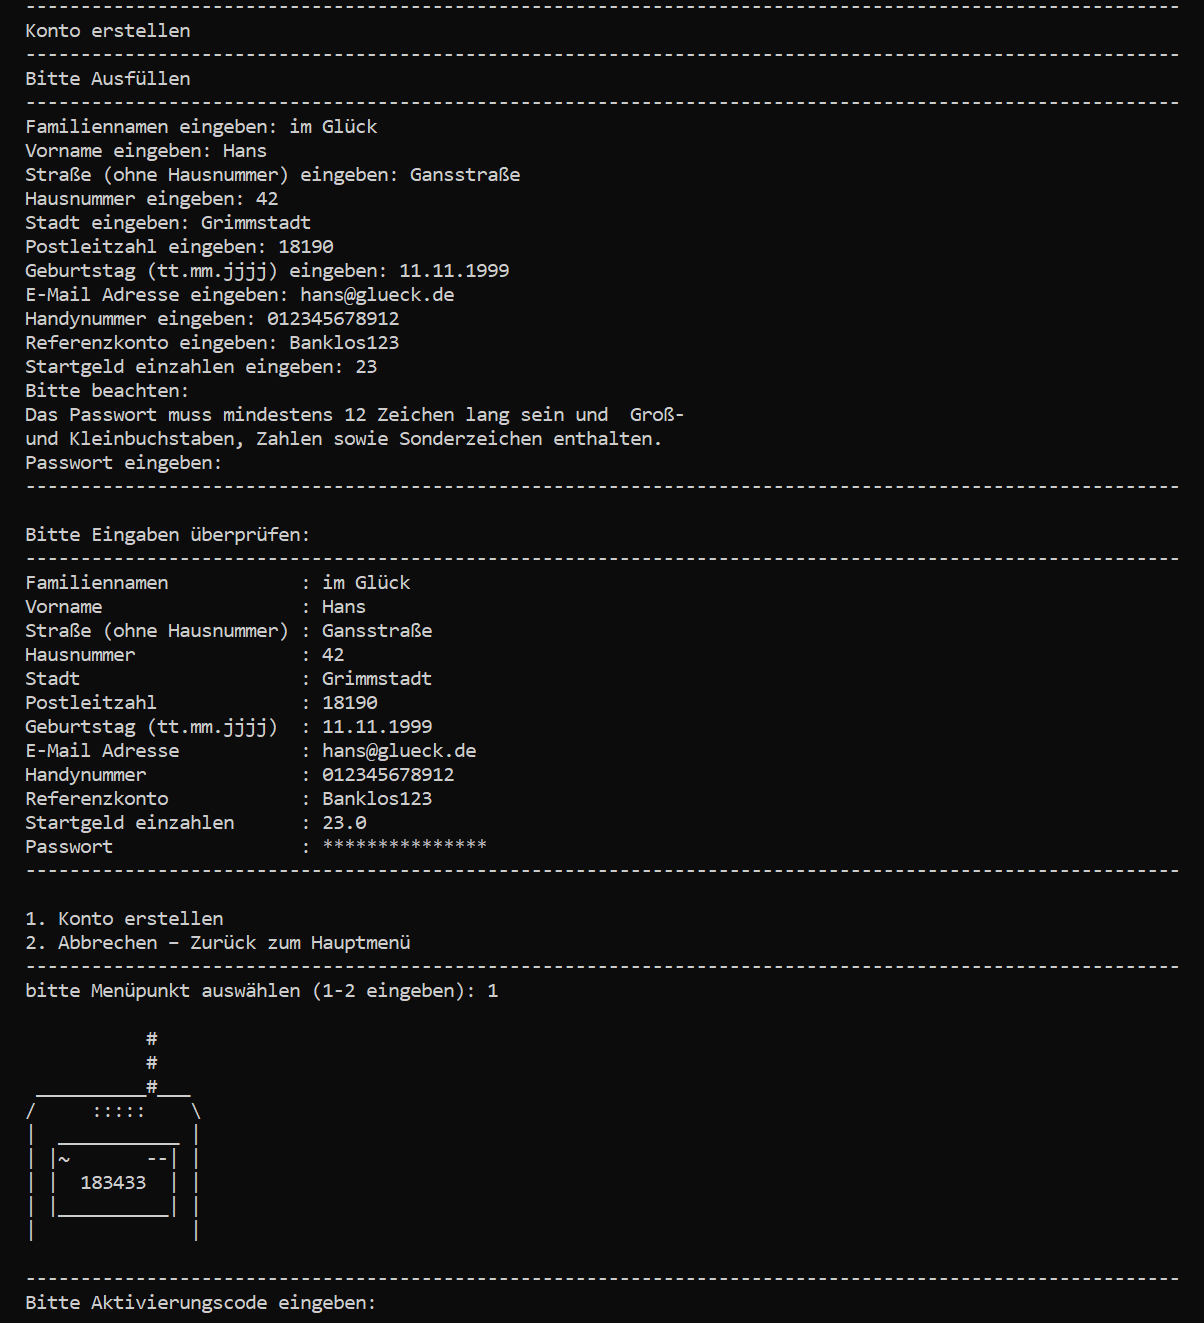 ---------------------------------------------------------------------------------------------------------
Konto erstellen
---------------------------------------------------------------------------------------------------------
Bitte Ausfüllen
---------------------------------------------------------------------------------------------------------
Familiennamen eingeben: im Glück
Vorname eingeben: Hans
Straße (ohne Hausnummer) eingeben: Gansstraße
Hausnummer eingeben: 42
Stadt eingeben: Grimmstadt
Postleitzahl eingeben: 18190
Geburtstag (tt.mm.jjjj) eingeben: 11.11.1999
E-Mail Adresse eingeben: hans@glueck.de
Handynummer eingeben: 012345678912
Referenzkonto eingeben: Banklos123
Startgeld einzahlen eingeben: 23
Bitte beachten:
Das Passwort muss mindestens 12 Zeichen lang sein und  Groß-
und Kleinbuchstaben, Zahlen sowie Sonderzeichen enthalten.
Passwort eingeben:
---------------------------------------------------------------------------------------------------------

Bitte Eingaben überprüfen:
---------------------------------------------------------------------------------------------------------
Familiennamen            : im Glück
Vorname                  : Hans
Straße (ohne Hausnummer) : Gansstraße
Hausnummer               : 42
Stadt                    : Grimmstadt
Postleitzahl             : 18190
Geburtstag (tt.mm.jjjj)  : 11.11.1999
E-Mail Adresse           : hans@glueck.de
Handynummer              : 012345678912
Referenzkonto            : Banklos123
Startgeld einzahlen      : 23.0
Passwort                 : ***************
---------------------------------------------------------------------------------------------------------

1. Konto erstellen
2. Abbrechen – Zurück zum Hauptmenü
---------------------------------------------------------------------------------------------------------
bitte Menüpunkt auswählen (1-2 eingeben): 1

           #
           #
 __________#___
/     :::::    \
|  ___________ |
| |~       --| |
| |  183433  | |
| |__________| |
|              |

---------------------------------------------------------------------------------------------------------
Bitte Aktivierungscode eingeben: